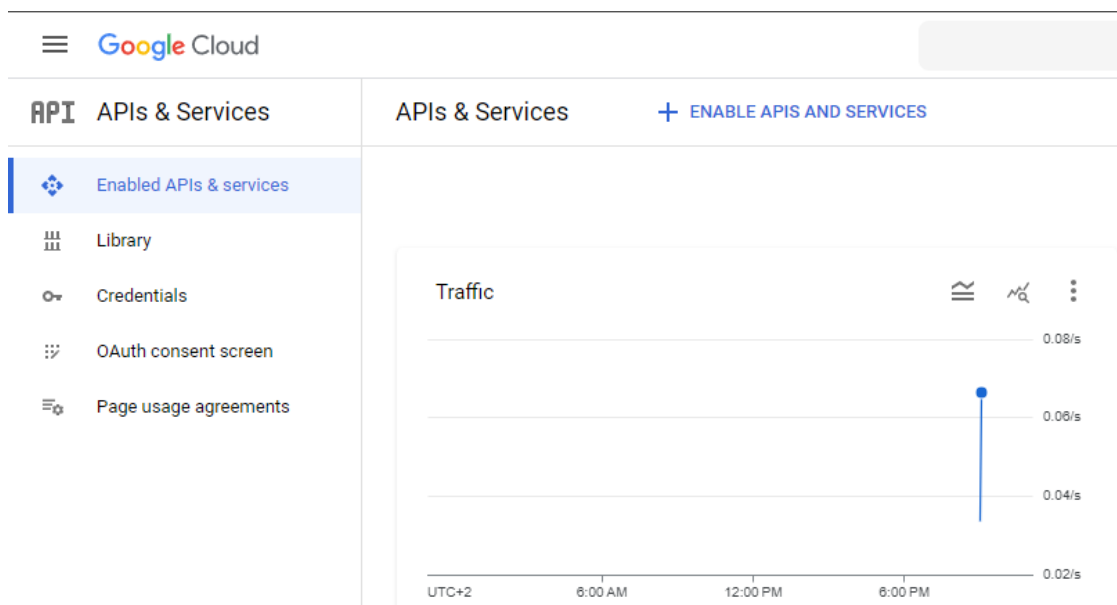 Google Cloud
API APIs & Services
APIs & Services
+ ENABLE APIS AND SERVICES
Enabled APIs & services
Library
Credentials
OAuth consent screen
Page usage agreements
Traffic
0.08/s
0.06/s
0.04/s
0.02/s
UTC+2 6:00 AM 12:00 PM 6:00 PM